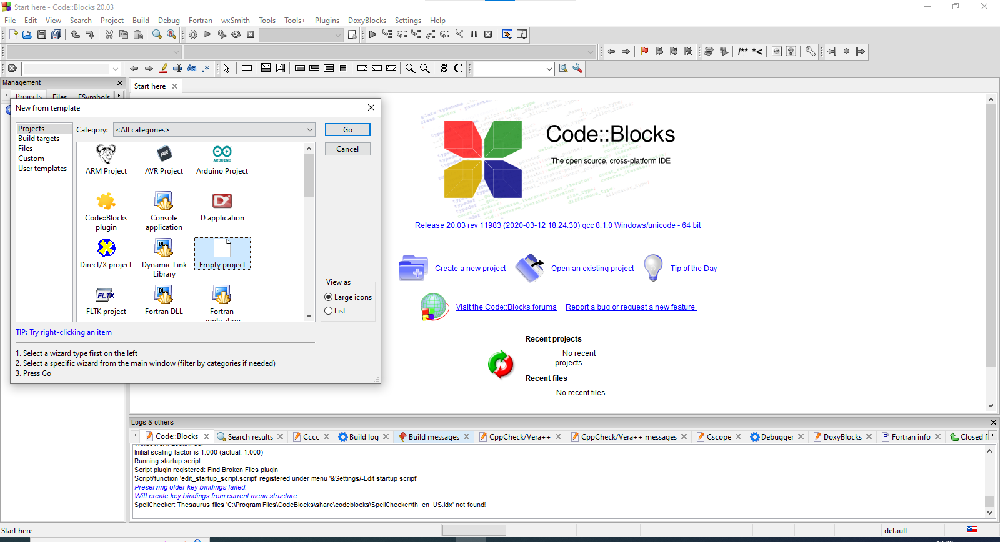 Start here - Code::Blocks 20.03
File Edit View Search Project Build Debug Fortran wxSmith Tools Tools+ Plugins DoxyBlocks Settings Help
/** *<
Aa .*
S C
Management
Projects Files FSymbols
Start here
New from template
Projects
Build targets
Files
Custom
User templates
Category: <All categories>
Go
Cancel
ARM Project
AVR Project
Arduino Project
Code::Blocks plugin
Console application
D application
Direct/X project
Dynamic Link Library
Empty project
FLTK project
Fortran DLL
Fortran application
View as
Large icons
List
TIP: Try right-clicking an item
1. Select a wizard type first on the left
2. Select a specific wizard from the main window (filter by categories if needed)
3. Press Go
Code::Blocks
The open source, cross-platform IDE
Release 20.03 rev 11983 (2020-03-12 18:24:30) gcc 8.1.0 Windows/unicode - 64 bit
Create a new project
Open an existing project
Tip of the Day
Visit the Code::Blocks forums
Report a bug or request a new feature
Recent projects
No recent
projects
Recent files
No recent files
Logs & others
Code::Blocks Search results Cccc Build log Build messages CppCheck/Vera++ CppCheck/Vera++ messages Cscope Debugger DoxyBlocks Fortran info Closed f
Initial scaling factor is 1.000 (actual: 1.000)
Running startup script
Script plugin registered: Find Broken Files plugin
Script/function 'edit_startup_script.script' registered under menu '&Settings/-Edit startup script'
Preserving older key bindings failed.
Will create key bindings from current menu structure.
SpellChecker: Thesaurus files 'C:\Program Files\CodeBlocks\share\codeblocks\SpellChecker\th_en_US.idx' not found!
Start here
default